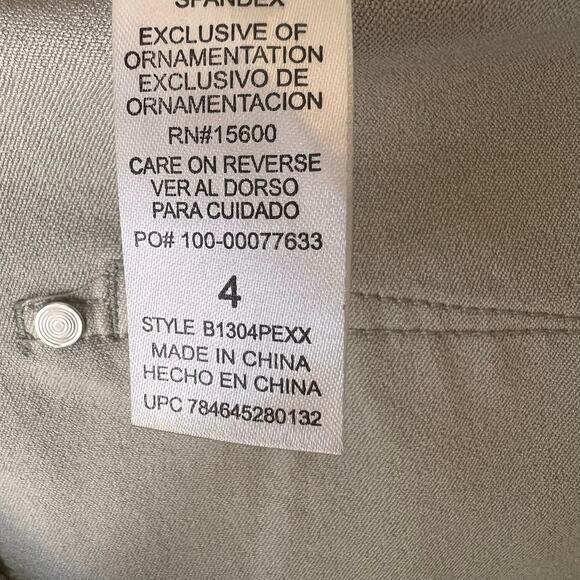 SPANDEX
EXCLUSIVE OF
ORNAMENTATION
EXCLUSIVO DE
ORNAMENTACION
RN#15600
CARE ON REVERSE
VER AL DORSO
PARA CUIDADO
PO# 100-00077633
4
STYLE B1304PEXX
MADE IN CHINA
HECHO EN CHINA
UPC 784645280132